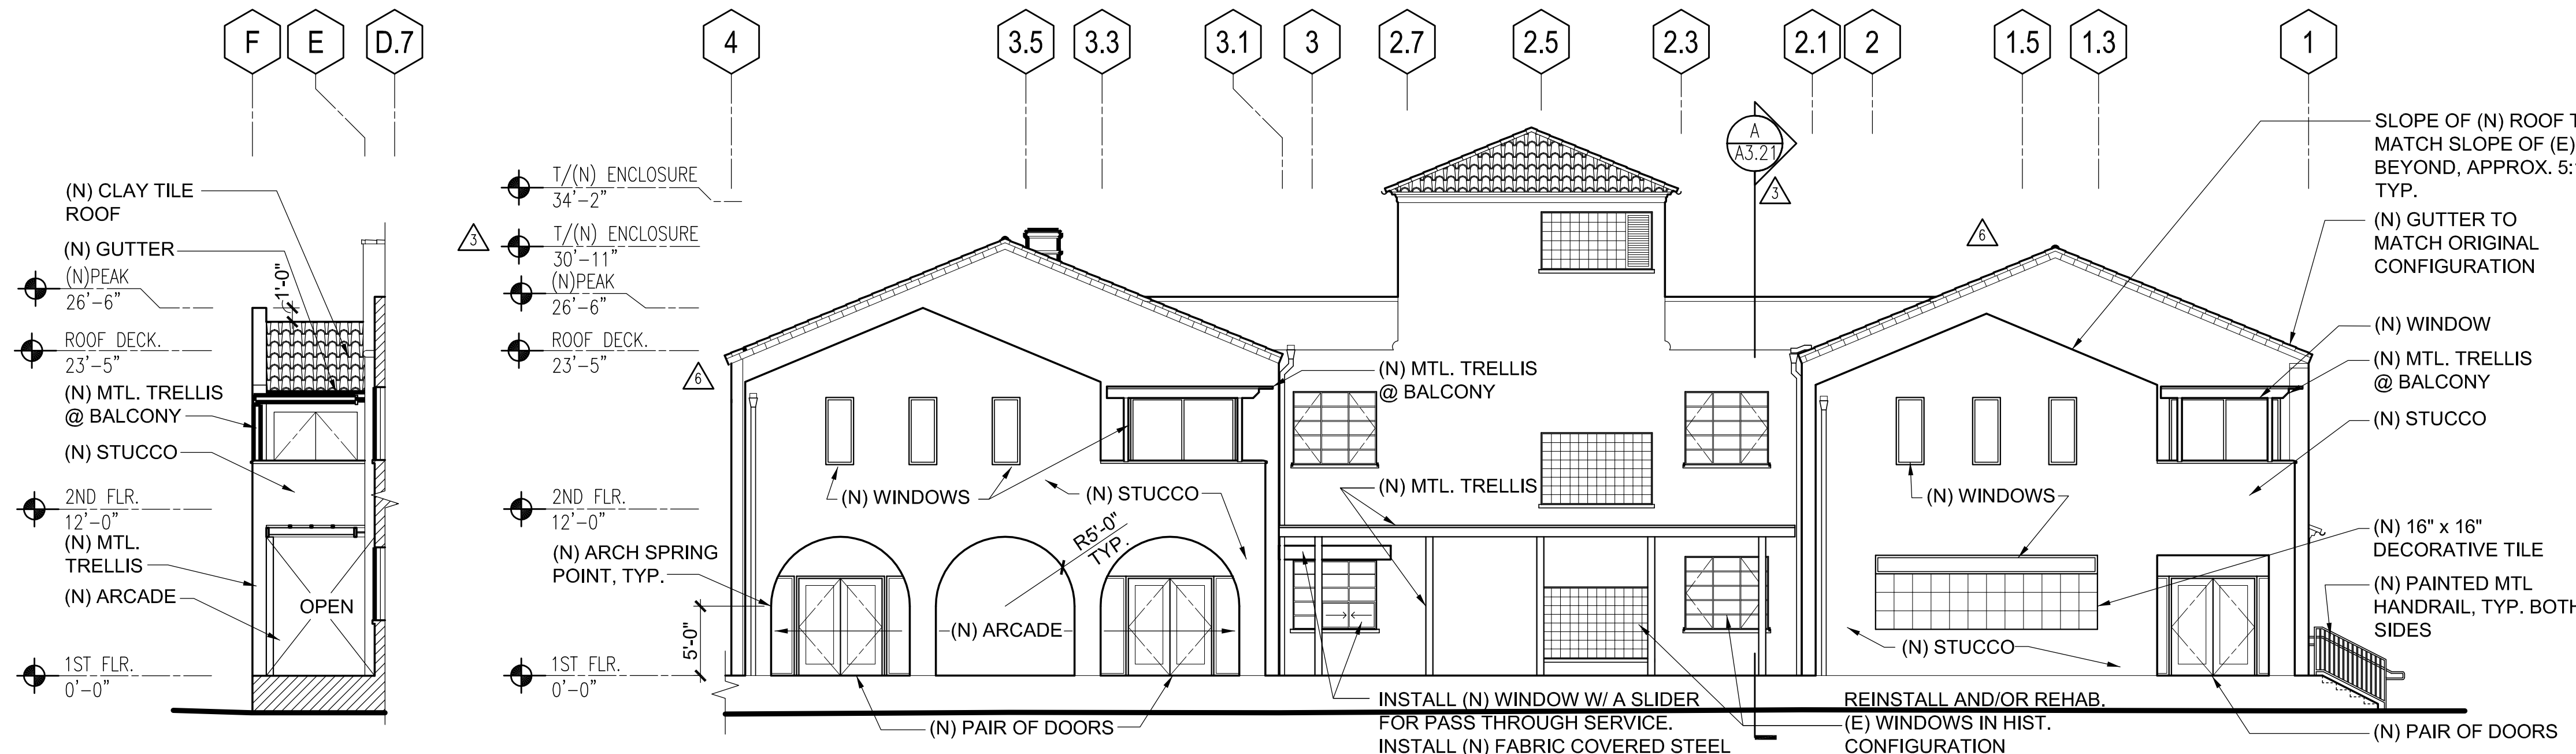 F
E
D.7
4
3.5
3.3
3.1
3
2.7
2.5
2.3
2.1
2
1.5
1.3
1
(N) CLAY TILE
ROOF
(N) GUTTER
(N)PEAK
26'-6"
1'-0"
ROOF DECK.
23'-5"
(N) MTL. TRELLIS
@ BALCONY
(N) STUCCO
2ND FLR.
12'-0"
(N) MTL.
TRELLIS
(N) ARCADE
OPEN
1ST FLR.
0'-0"
T/(N) ENCLOSURE
34'-2"
3
T/(N) ENCLOSURE
30'-11"
(N)PEAK
26'-6"
ROOF DECK.
23'-5"
6
2ND FLR.
12'-0"
(N) ARCH SPRING
POINT, TYP.
5'-0"
1ST FLR.
0'-0"
(N) WINDOWS
(N) STUCCO
R5'-0"
TYP.
(N) ARCADE
(N) PAIR OF DOORS
(N) MTL. TRELLIS
@ BALCONY
(N) MTL. TRELLIS
INSTALL (N) WINDOW W/ A SLIDER
FOR PASS THROUGH SERVICE.
INSTALL (N) FABRIC COVERED STEEL
A
A3.21
3
REINSTALL AND/OR REHAB.
(E) WINDOWS IN HIST.
CONFIGURATION
6
(N) WINDOWS
(N) STUCCO
SLOPE OF (N) ROOF
MATCH SLOPE OF (E)
BEYOND, APPROX. 5:
TYP.
(N) GUTTER TO
MATCH ORIGINAL
CONFIGURATION
(N) WINDOW
(N) MTL. TRELLIS
@ BALCONY
(N) STUCCO
(N) 16" x 16"
DECORATIVE TILE
(N) PAINTED MTL
HANDRAIL, TYP. BOTH
SIDES
(N) PAIR OF DOORS